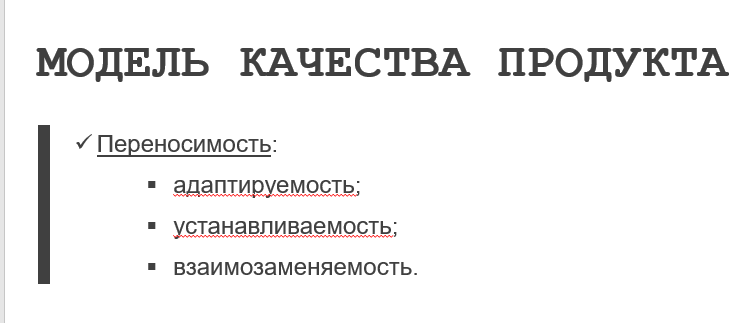 МОДЕЛЬ КАЧЕСТВА ПРОДУКТА
✓ Переносимость:
▪ адаптируемость;
▪ устанавливаемость;
▪ взаимозаменяемость.